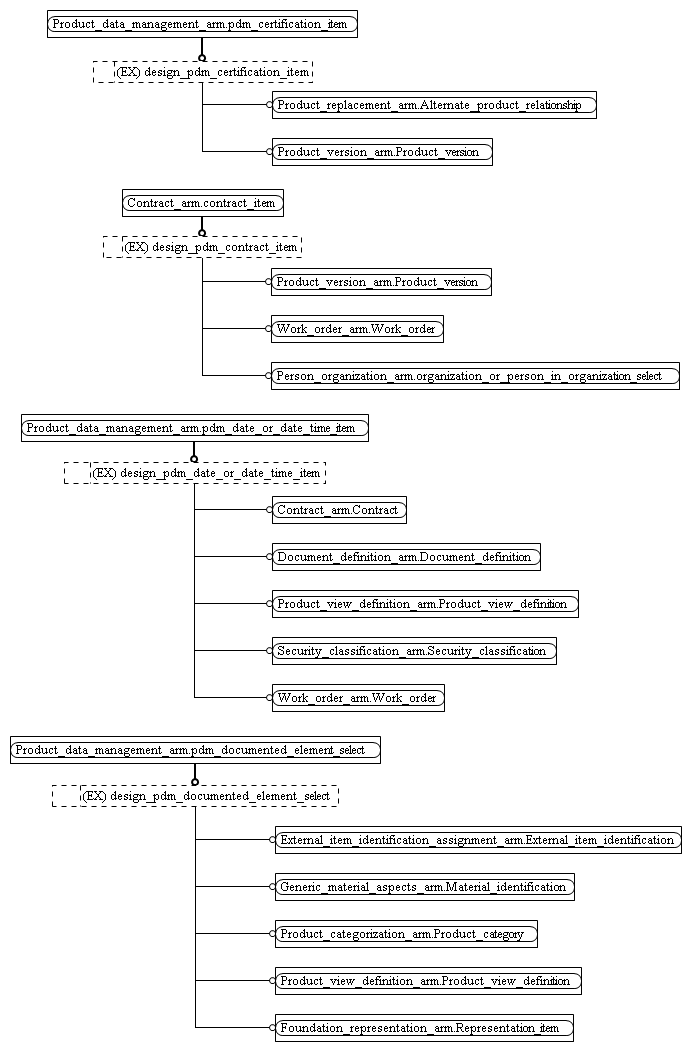 Product_data_management_arm.pdm_certification_item
(EX) design_pdm_certification_item
Product_replacement_arm.Alternate_product_relationship
Product_version_arm.Product_version
Contract_arm.contract_item
(EX) design_pdm_contract_item
Product_version_arm.Product_version
Work_order_arm.Work_order
Person_organization_arm.organization_or_person_in_organization_select
Product_data_management_arm.pdm_date_or_date_time_item
(EX) design_pdm_date_or_date_time_item
Contract_arm.Contract
Document_definition_arm.Document_definition
Product_view_definition_arm.Product_view_definition
Security_classification_arm.Security_classification
Work_order_arm.Work_order
Product_data_management_arm.pdm_documented_element_select
(EX) design_pdm_documented_element_select
External_item_identification_assignment_arm.External_item_identification
Generic_material_aspects_arm.Material_identification
Product_categorization_arm.Product_category
Product_view_definition_arm.Product_view_definition
Foundation_representation_arm.Representation_item